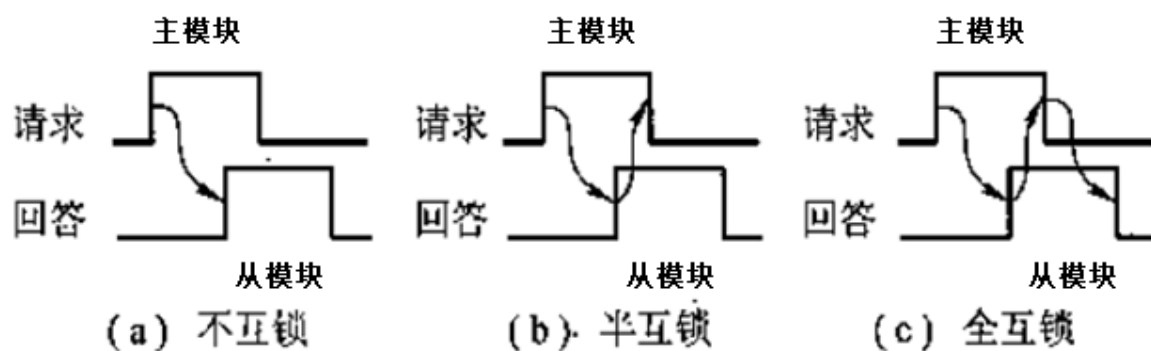 主模块 主模块 主模块
请求 请求 请求
回答 回答 回答
从模块 从模块 从模块
(a) 不互锁 (b). 半互锁 (c) 全互锁